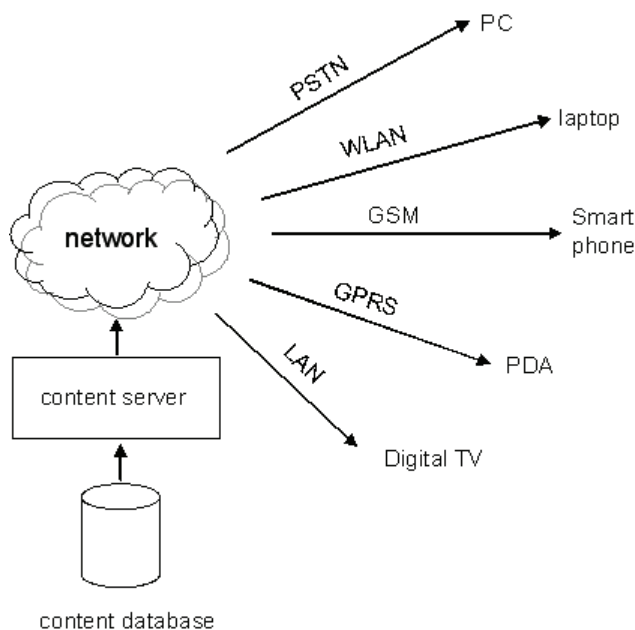 PC
PSTN
laptop
WLAN
GSM
Smart
phone
network
GPRS
PDA
LAN
content server
Digital TV
content database